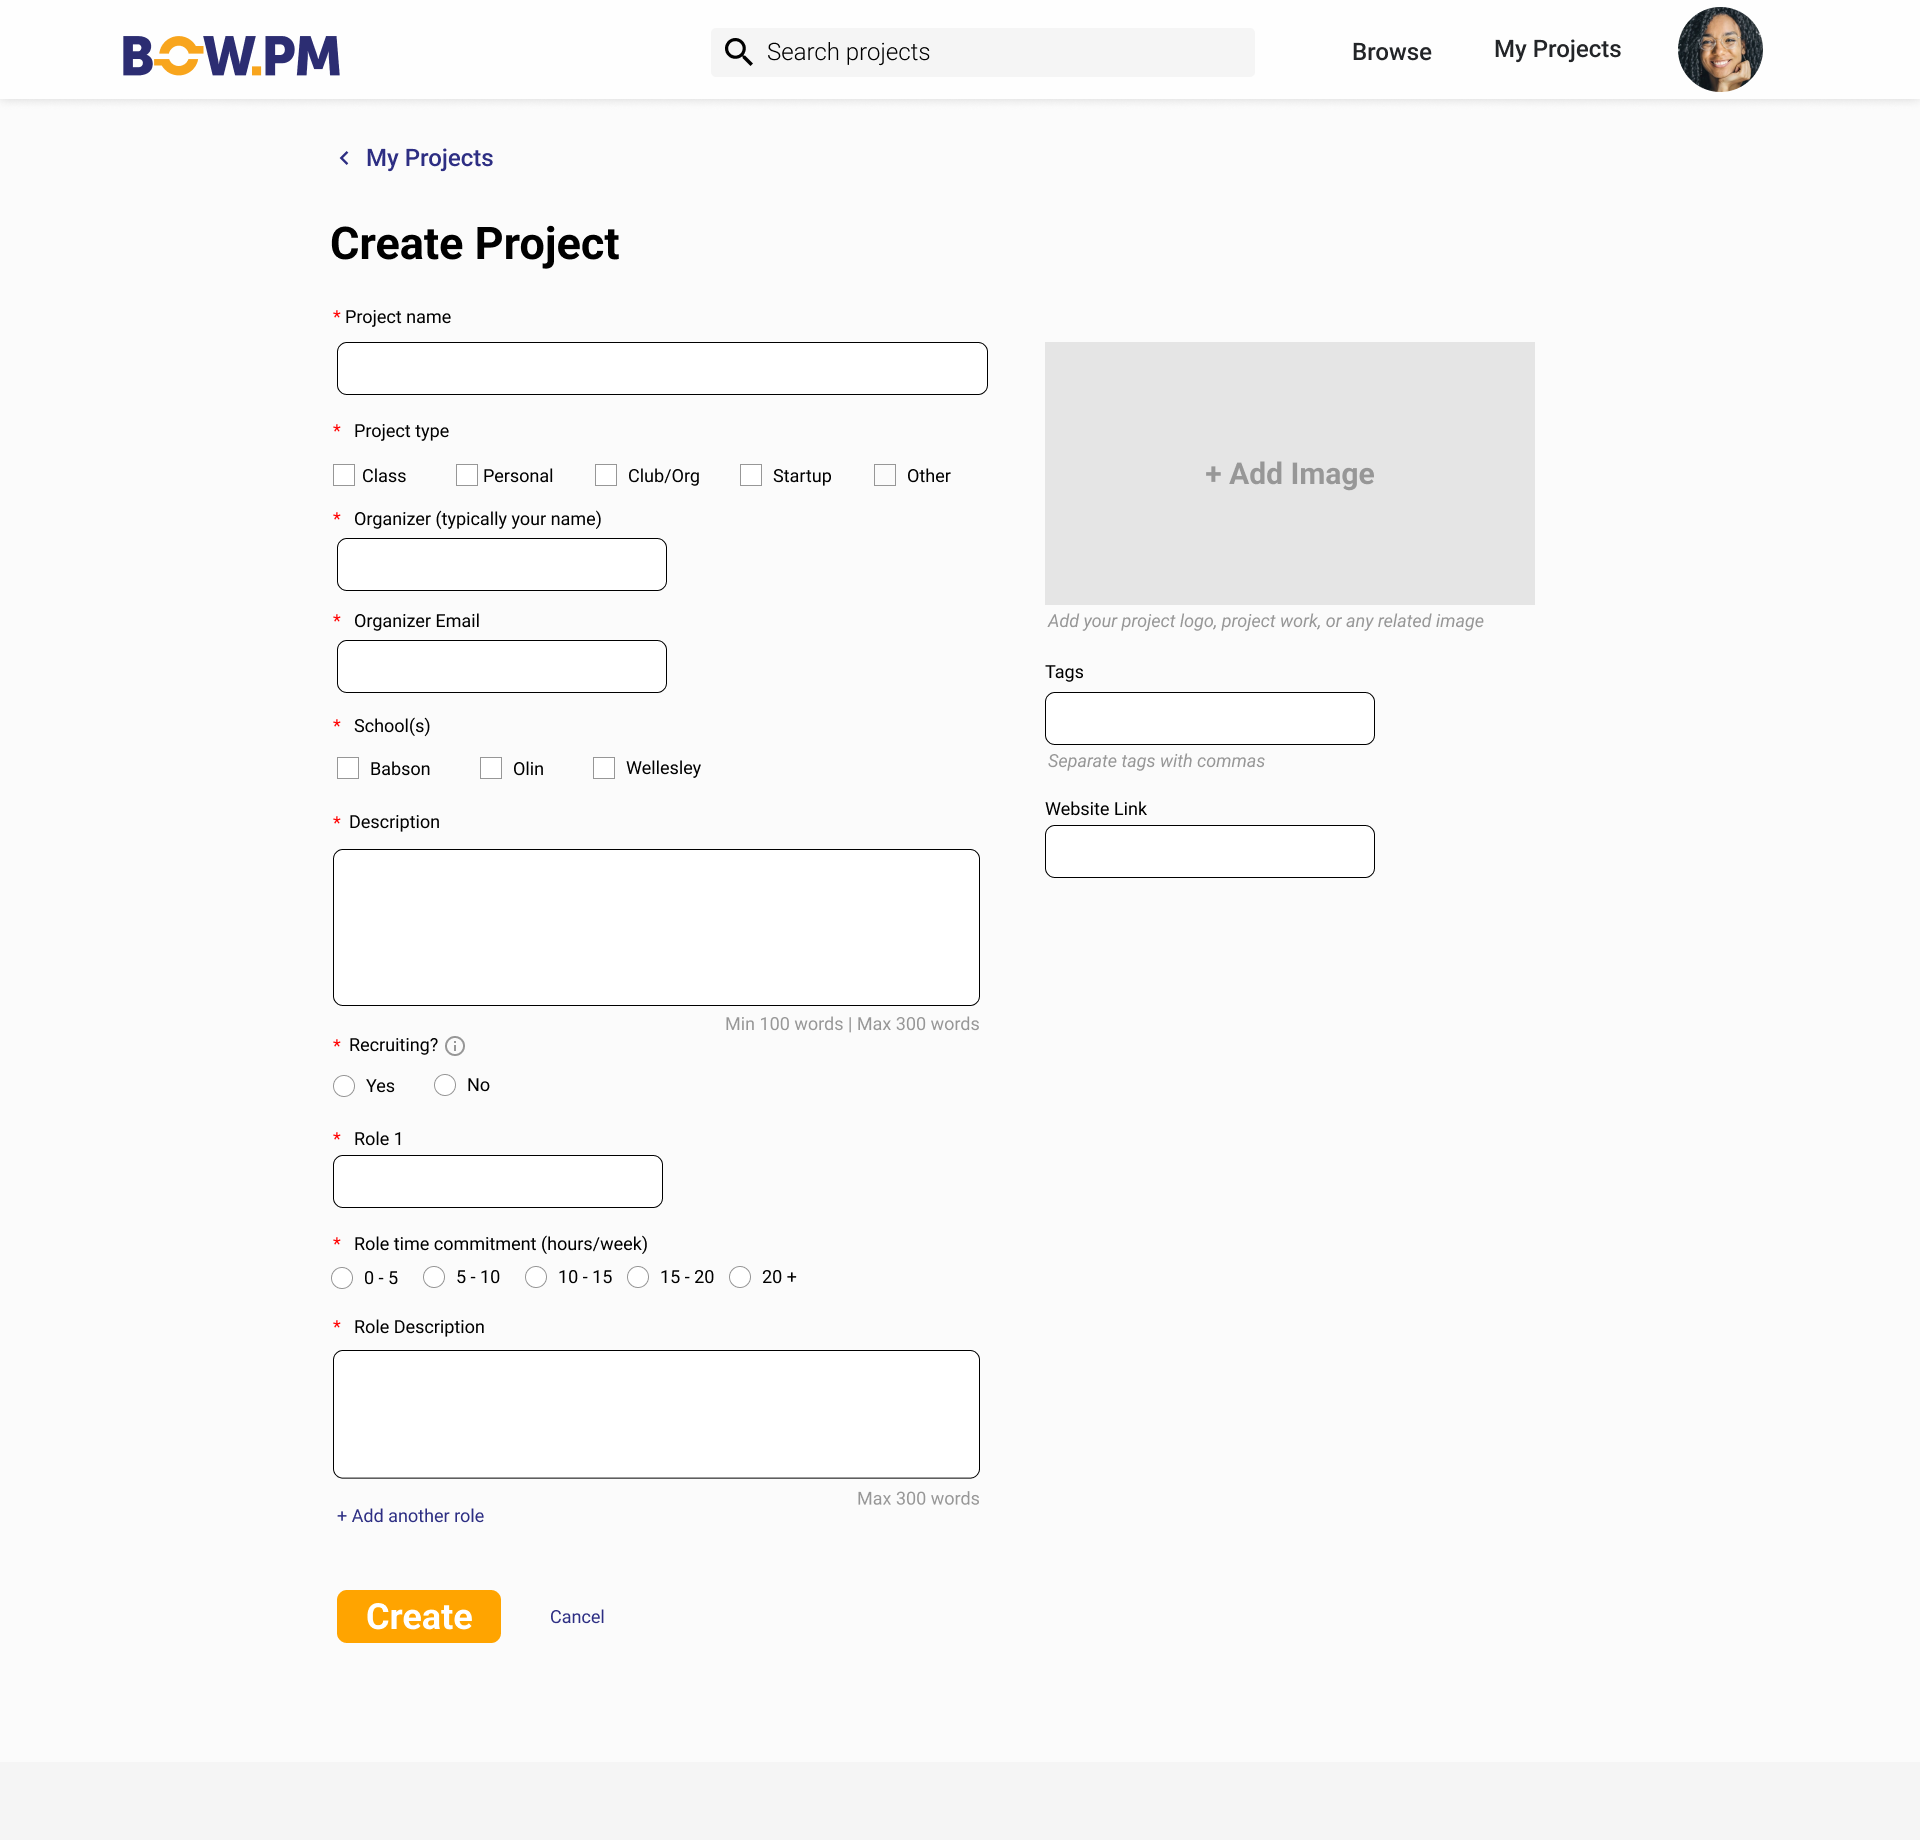 BOW.PM
Search projects
Browse
My Projects
My Projects
Create Project
* Project name
* Project type
Class
Personal
Club/Org
Startup
Other
* Organizer (typically your name)
* Organizer Email
* School(s)
Babson
Olin
Wellesley
* Description
Min 100 words | Max 300 words
* Recruiting?
Yes
No
* Role 1
* Role time commitment (hours/week)
0 - 5
5 - 10
10 - 15
15 - 20
20 +
* Role Description
Max 300 words
+ Add another role
Create
Cancel
+ Add Image
Add your project logo, project work, or any related image
Tags
Separate tags with commas
Website Link